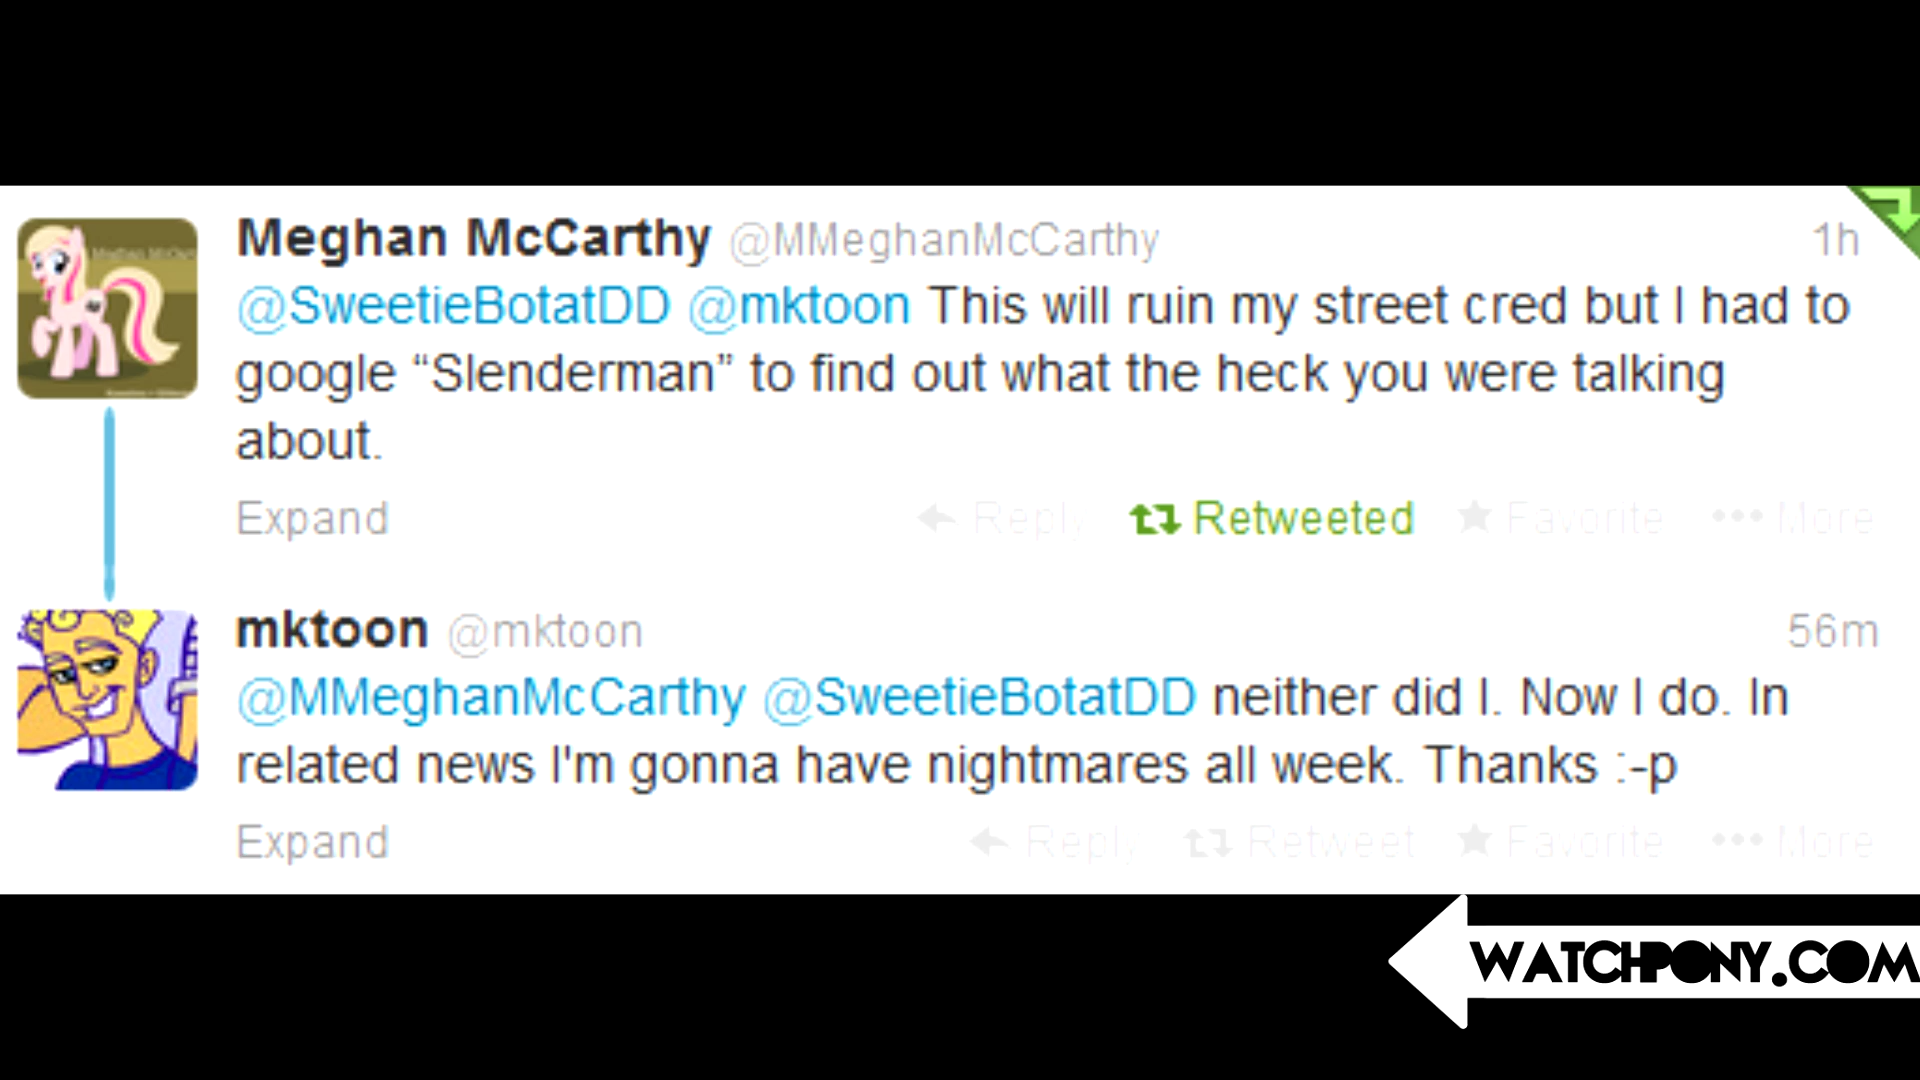 Meghan McCarthy @MMeghanMcCarthy 1h
@SweetieBotatDD @mktoon This will ruin my street cred but I had to
google “Slenderman” to find out what the heck you were talking
about.
Expand Reply Retweeted Favorite More
mktoon @mktoon 56m
@MMeghanMcCarthy @SweetieBotatDD neither did I. Now I do. In
related news I'm gonna have nightmares all week. Thanks :-p
Expand Reply Retweet Favorite More
WATCHPONY.COM